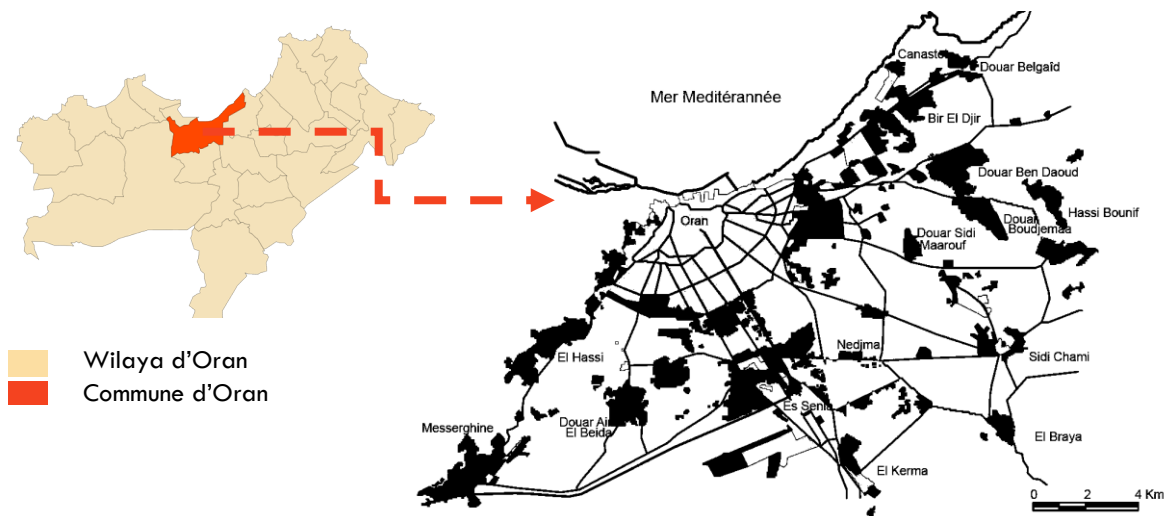 Wilaya d'Oran
Commune d'Oran
Mer Meditérannée
Canastel
Douar Belgaïd
Bir El Djir
Douar Ben Daoud
Hassi Bounif
Douar
Boudjemaa
Douar Sidi
Maarouf
Oran
El Hassi
Nedjma
Sidi Chami
Es Senia
Douar Ain
El Beida
Messerghine
El Braya
El Kerma
0 2 4 Km